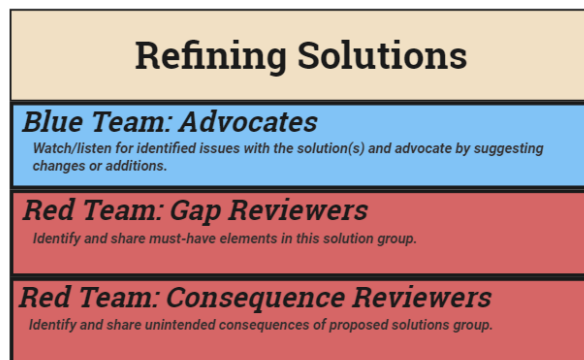 Refining Solutions
Blue Team: Advocates
Watch/listen for identified issues with the solution(s) and advocate by suggesting
changes or additions.
Red Team: Gap Reviewers
Identify and share must-have elements in this solution group.
Red Team: Consequence Reviewers
Identify and share unintended consequences of proposed solutions group.